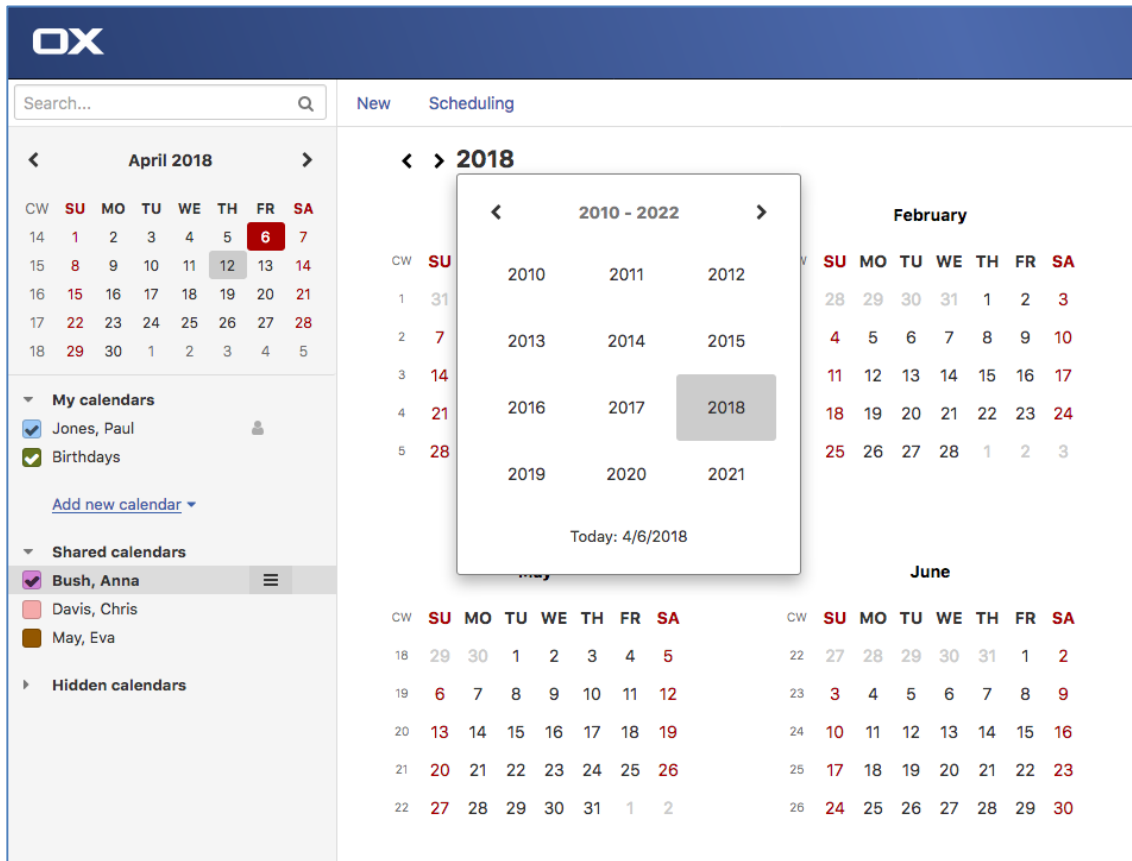 OX
Search...
New Scheduling
April 2018
CW SU MO TU WE TH FR SA
14 1 2 3 4 5 6 7
15 8 9 10 11 12 13 14
16 15 16 17 18 19 20 21
17 22 23 24 25 26 27 28
18 29 30 1 2 3 4 5
My calendars
Jones, Paul
Birthdays
Add new calendar
Shared calendars
Bush, Anna
Davis, Chris
May, Eva
Hidden calendars
2018
2010 - 2022
2010 2011 2012
2013 2014 2015
2016 2017 2018
2019 2020 2021
Today: 4/6/2018
CW SU
1 31
2 7
3 14
4 21
5 28
February
SU MO TU WE TH FR SA
28 29 30 31 1 2 3
4 5 6 7 8 9 10
11 12 13 14 15 16 17
18 19 20 21 22 23 24
25 26 27 28 1 2 3
May
CW SU MO TU WE TH FR SA
18 29 30 1 2 3 4 5
19 6 7 8 9 10 11 12
20 13 14 15 16 17 18 19
21 20 21 22 23 24 25 26
22 27 28 29 30 31 1 2
June
CW SU MO TU WE TH FR SA
22 27 28 29 30 31 1 2
23 3 4 5 6 7 8 9
24 10 11 12 13 14 15 16
25 17 18 19 20 21 22 23
26 24 25 26 27 28 29 30